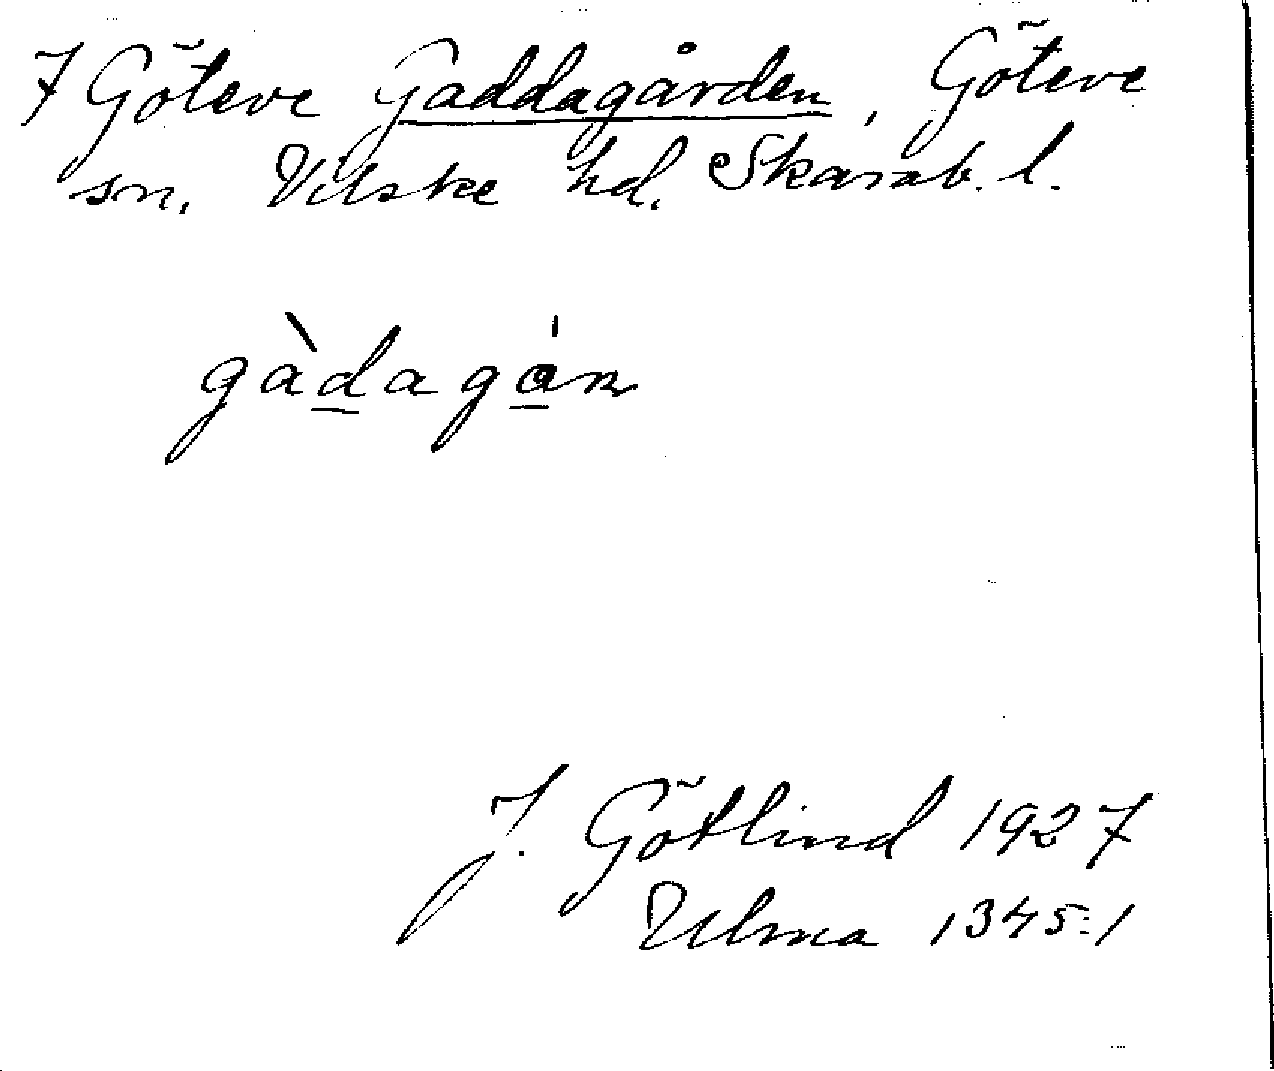 7 Göteve Gaddagården, Göteve
sn. Vilske hd. Skarab. l.
gàdagán
J. Götlind 1927
Ulma 1345:1